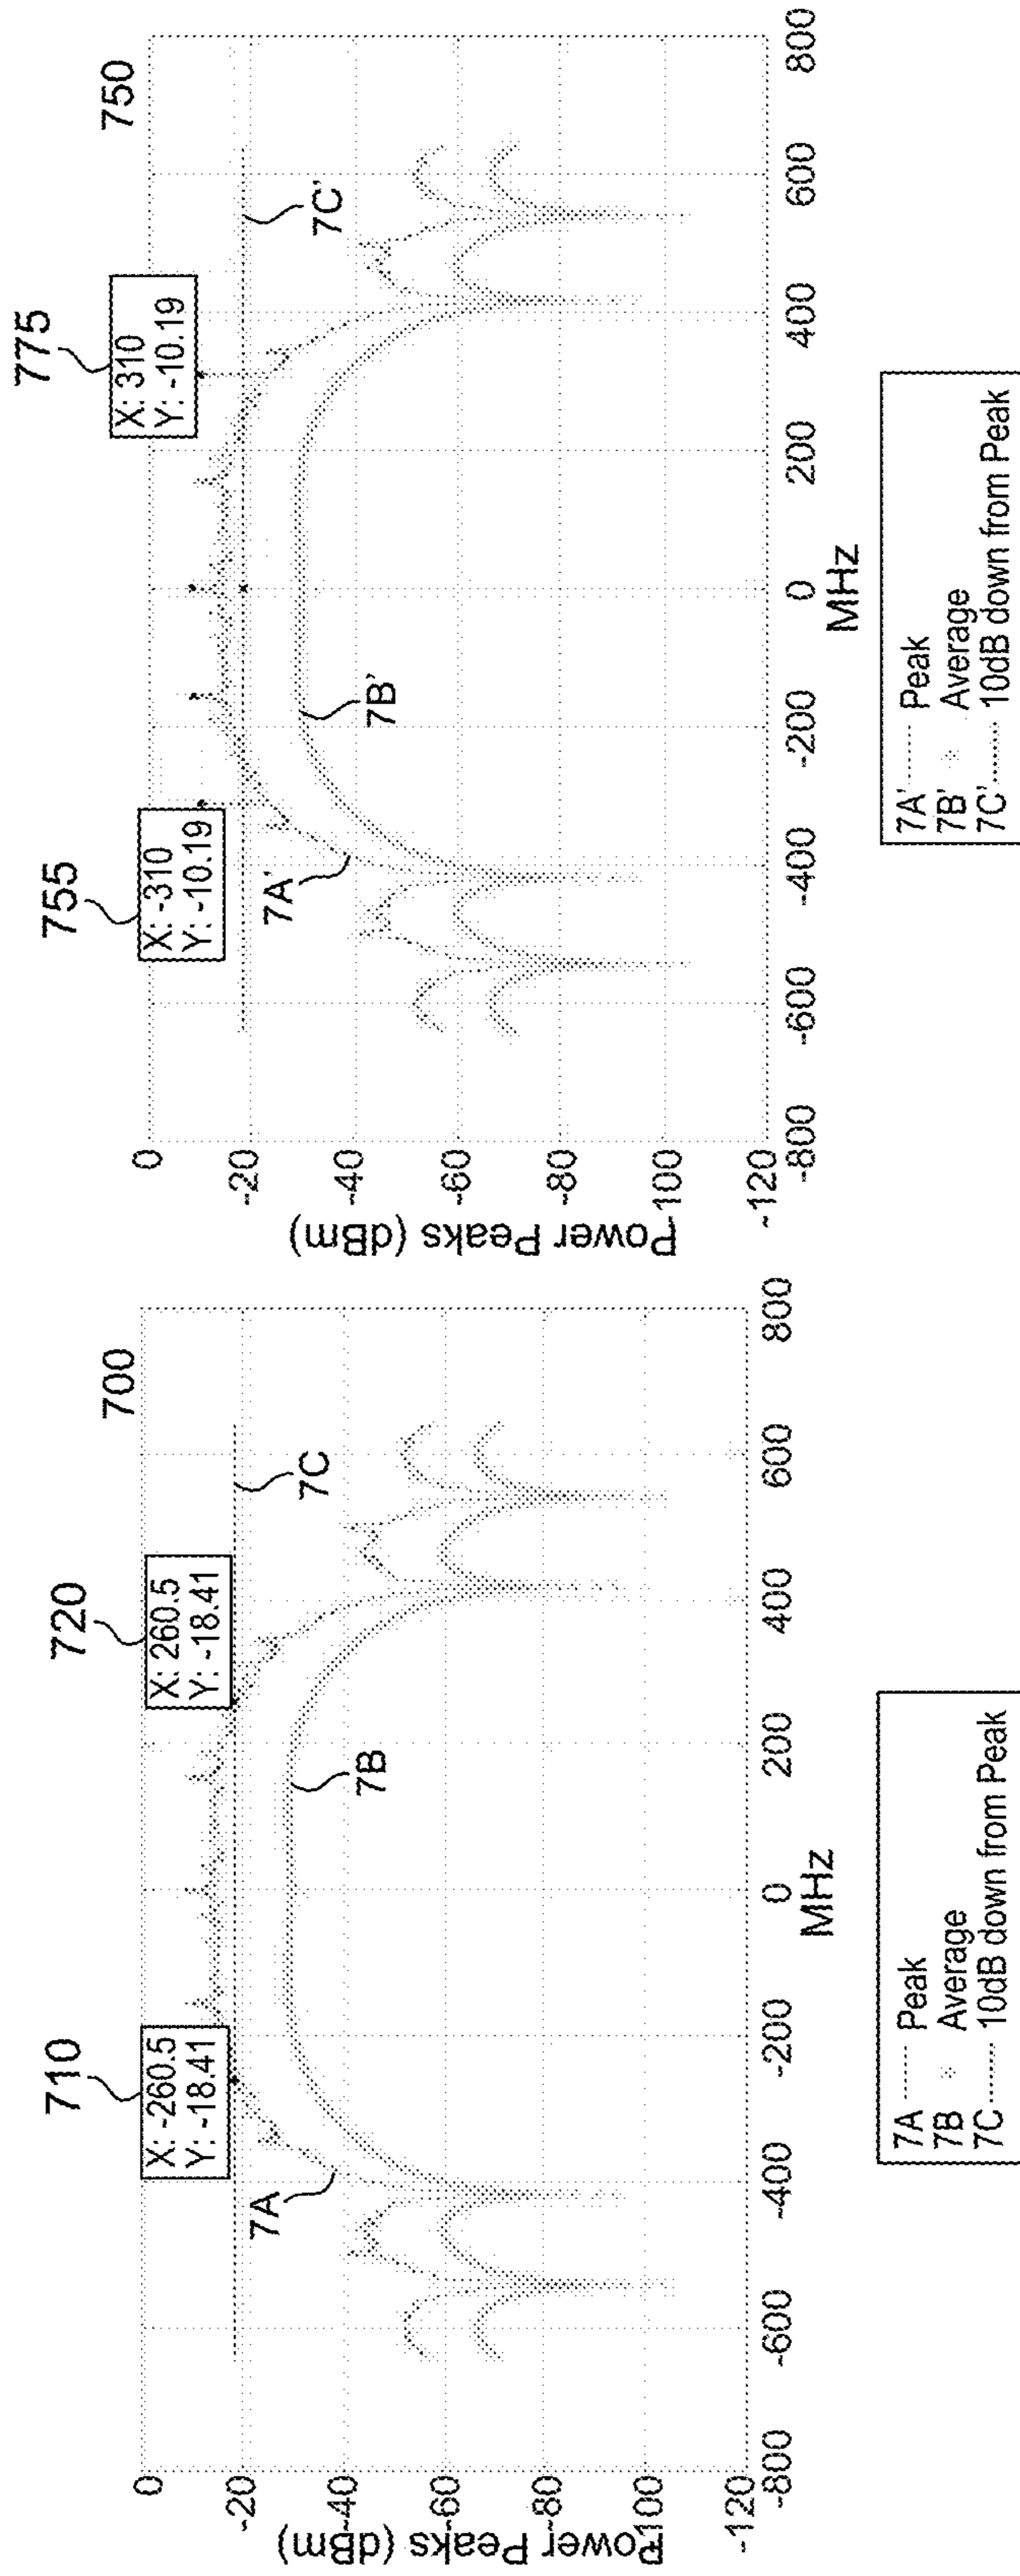 700
710
X: -260.5
Y: -18.41
720
X: 260.5
Y: -18.41
7A
7B
7C
Power Peaks (dBm)
0
-20
-40
-60
-80
-100
-120
-800
-600
-400
-200
0
200
400
600
800
MHz
7A Peak
7B Average
7C 10dB down from Peak
750
755
X: -310
Y: -10.19
775
X: 310
Y: -10.19
7A'
7B'
7C'
Power Peaks (dBm)
0
-20
-40
-60
-80
-100
-120
-800
-600
-400
-200
0
200
400
600
800
MHz
7A' Peak
7B' Average
7C' 10dB down from Peak